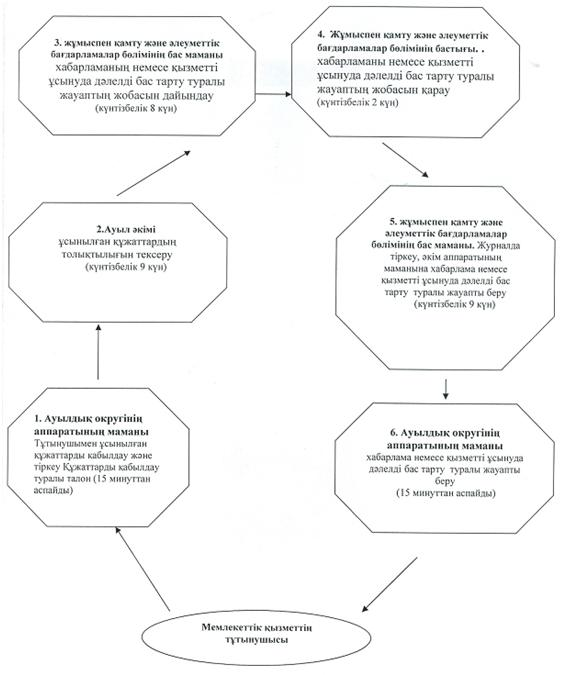 3. жұмыспен қамту және әлеуметтік
бағдарламалар бөлімінің бас маманы
хабарламаның немесе қызметті
ұсынуда дәлелді бас тарту туралы
жауаптың жобасын дайындау
(күнтізбелік 8 күн)
4. Жұмыспен қамту және әлеуметтік
бағдарламалар бөлімінің бастығы. .
хабарламаны немесе қызметті
ұсынуда дәлелді бас тарту туралы
жауаптың жобасын қарау
(күнтізбелік 2 күн)
2.Ауыл әкімі
ұсынылған құжаттардың
толықтылығын тексеру
(күнтізбелік 9 күн)
5. жұмыспен қамту және
әлеуметтік бағдарламалар
бөлімінің бас маманы. Журналда
тіркеу, әкім аппаратының
маманына хабарлама немесе
қызметті ұсынуда дәлелді бас
тарту туралы жауапты беру
(күнтізбелік 9 күн)
1. Ауылдық округінің
аппаратының маманы
Тұтынушымен ұсынылған
құжаттарды қабылдау және
тіркеу Құжаттарды қабылдау
туралы талон (15 минуттан
аспайды)
6. Ауылдық округінің
аппаратының маманы
хабарлама немесе қызметті ұсынуда
дәлелді бас тарту туралы жауапты
беру
(15 минуттан аспайды)
Мемлекеттік қызметтің
тұтынушысы